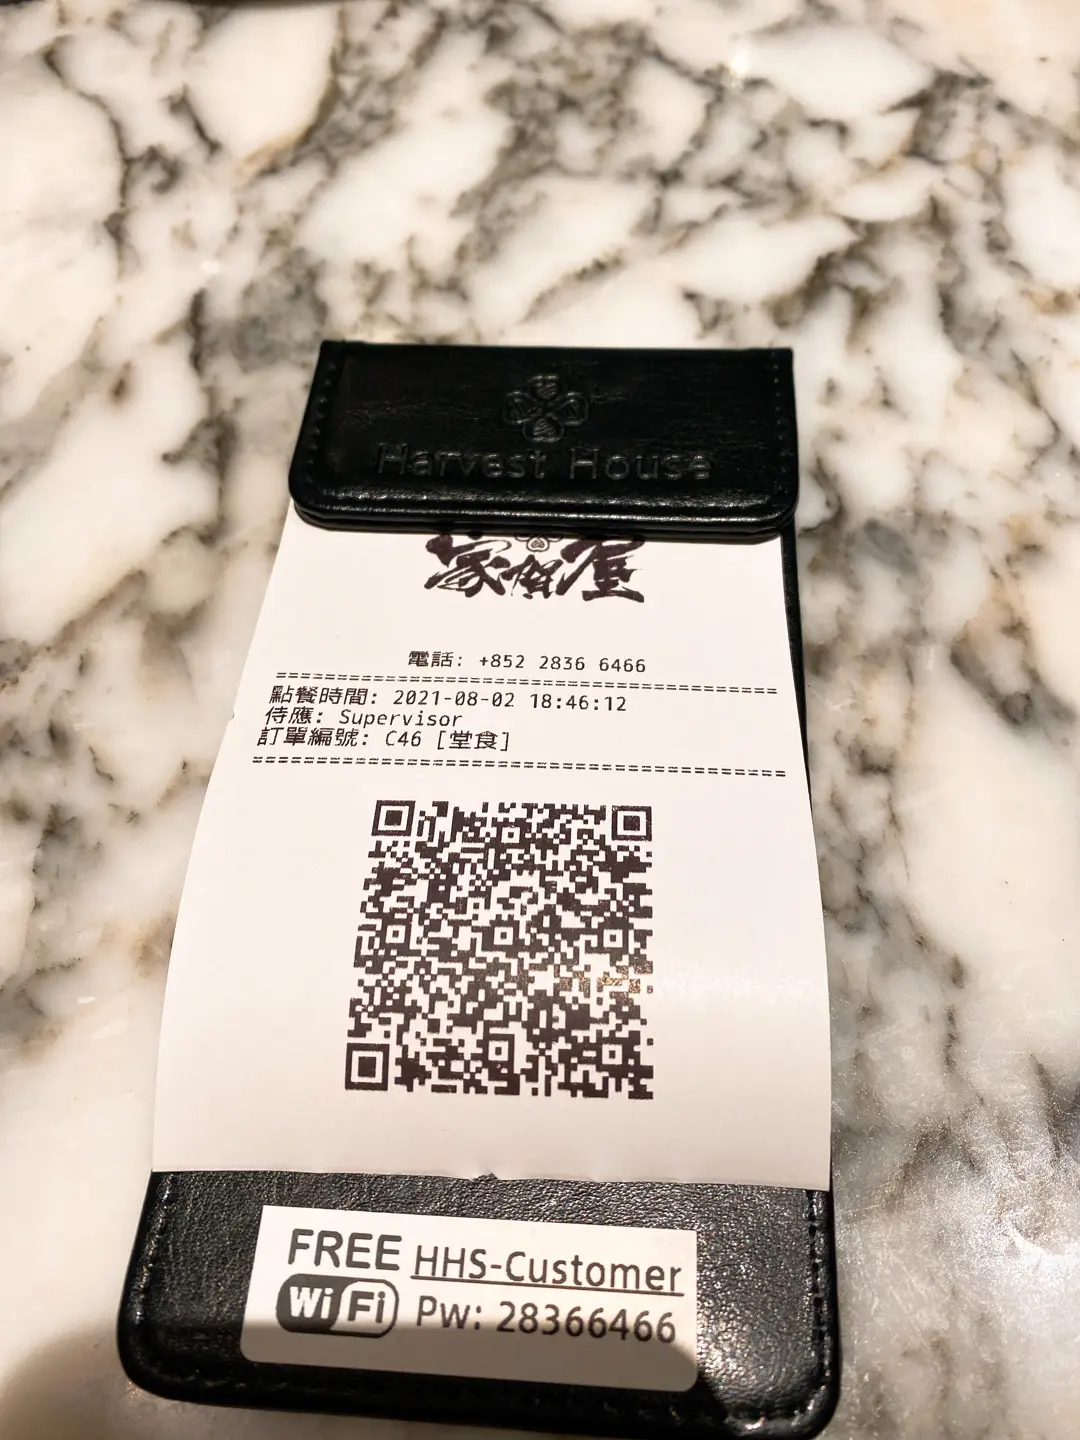 Harvest House
家賀屋
電話: +852 2836 6466
點餐時間: 2021-08-02 18:46:12
侍應: Supervisor
訂單編號: C46 [堂食]
FREE HHS-Customer
WiFi Pw: 28366466